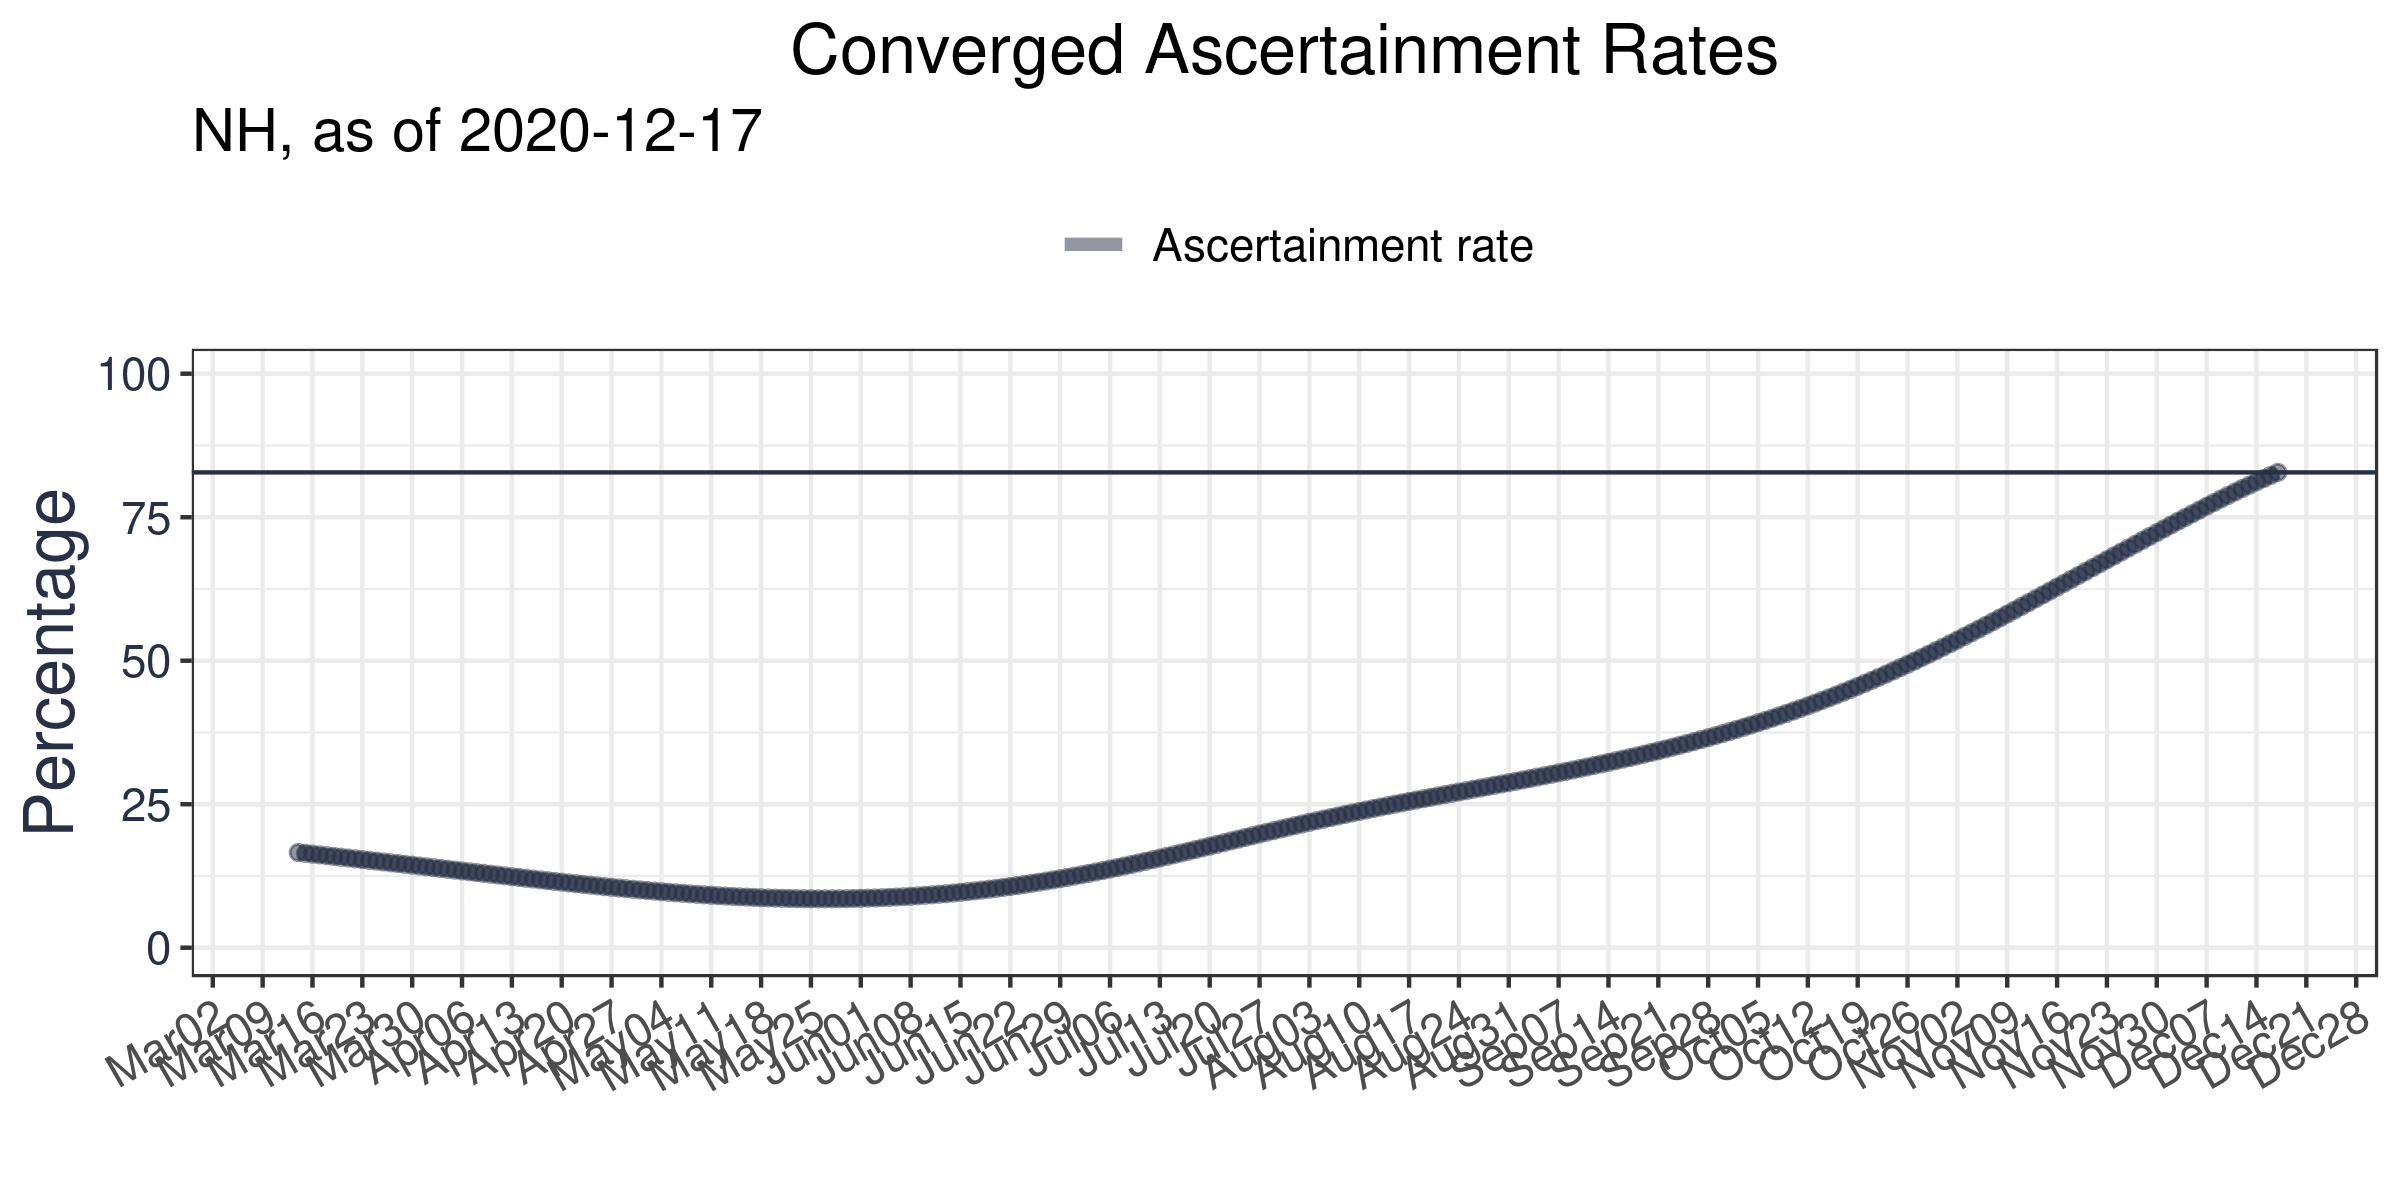 Converged Ascertainment Rates
NH, as of 2020-12-17
Ascertainment rate
Percentage
100
75
50
25
0
Mar02
Mar09
Mar16
Mar23
Mar30
Apr06
Apr13
Apr20
Apr27
May04
May11
May18
May25
Jun01
Jun08
Jun15
Jun22
Jun29
Jul06
Jul13
Jul20
Jul27
Aug03
Aug10
Aug17
Aug24
Aug31
Sep07
Sep14
Sep21
Sep28
Oct05
Oct12
Oct19
Oct26
Nov02
Nov09
Nov16
Nov23
Nov30
Dec07
Dec14
Dec21
Dec28